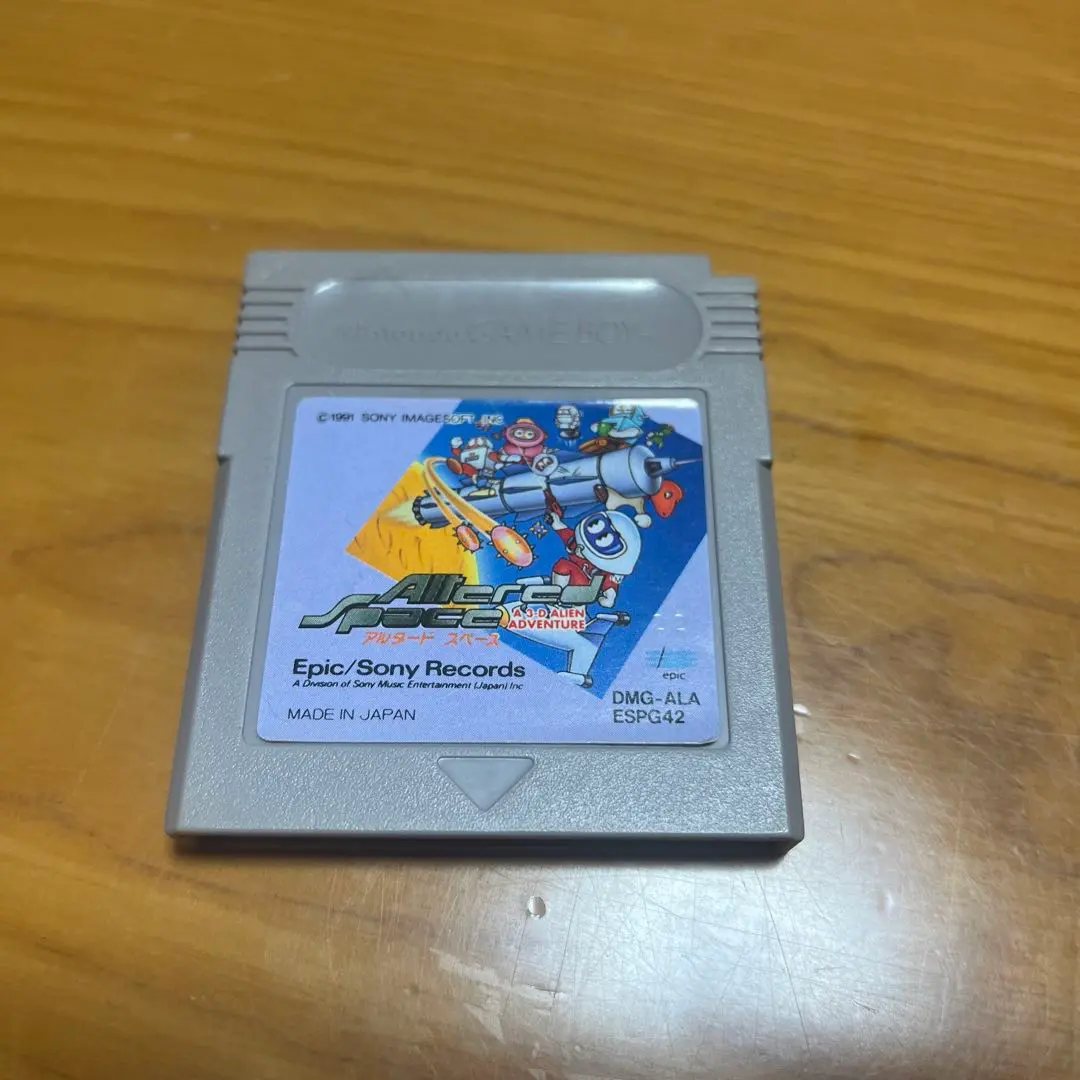 Nintendo GAME BOY
© 1991 SONY IMAGESOFT, INC
Altered
Space
A 3-D ALIEN
ADVENTURE
アルタード スペース
Epic/Sony Records
A Division of Sony Music Entertainment (Japan) Inc
epic
MADE IN JAPAN
DMG-ALA
ESPG42